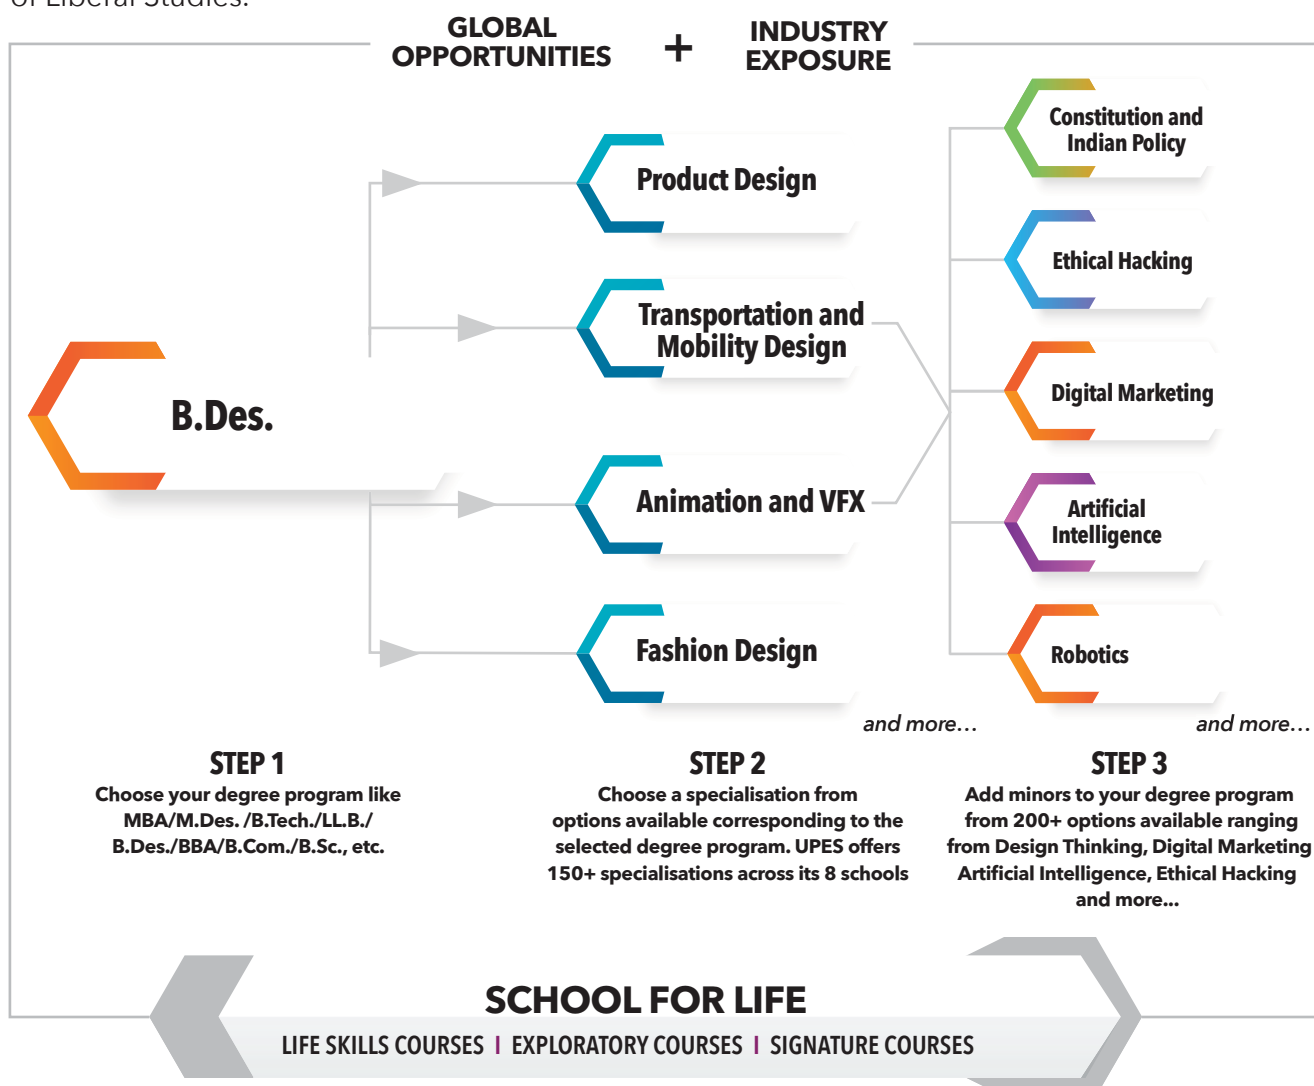 of Liberal Studies.
GLOBAL
OPPORTUNITIES
+
INDUSTRY
EXPOSURE
B.Des.
Product Design
Transportation and
Mobility Design
Animation and VFX
Fashion Design
and more...
Constitution and
Indian Policy
Ethical Hacking
Digital Marketing
Artificial
Intelligence
Robotics
and more...
STEP 1
Choose your degree program like
MBA/M.Des. /B.Tech./LL.B./
B.Des./BBA/B.Com./B.Sc., etc.
STEP 2
Choose a specialisation from
options available corresponding to the
selected degree program. UPES offers
150+ specialisations across its 8 schools
STEP 3
Add minors to your degree program
from 200+ options available ranging
from Design Thinking, Digital Marketing
Artificial Intelligence, Ethical Hacking
and more...
SCHOOL FOR LIFE
LIFE SKILLS COURSES I EXPLORATORY COURSES I SIGNATURE COURSES